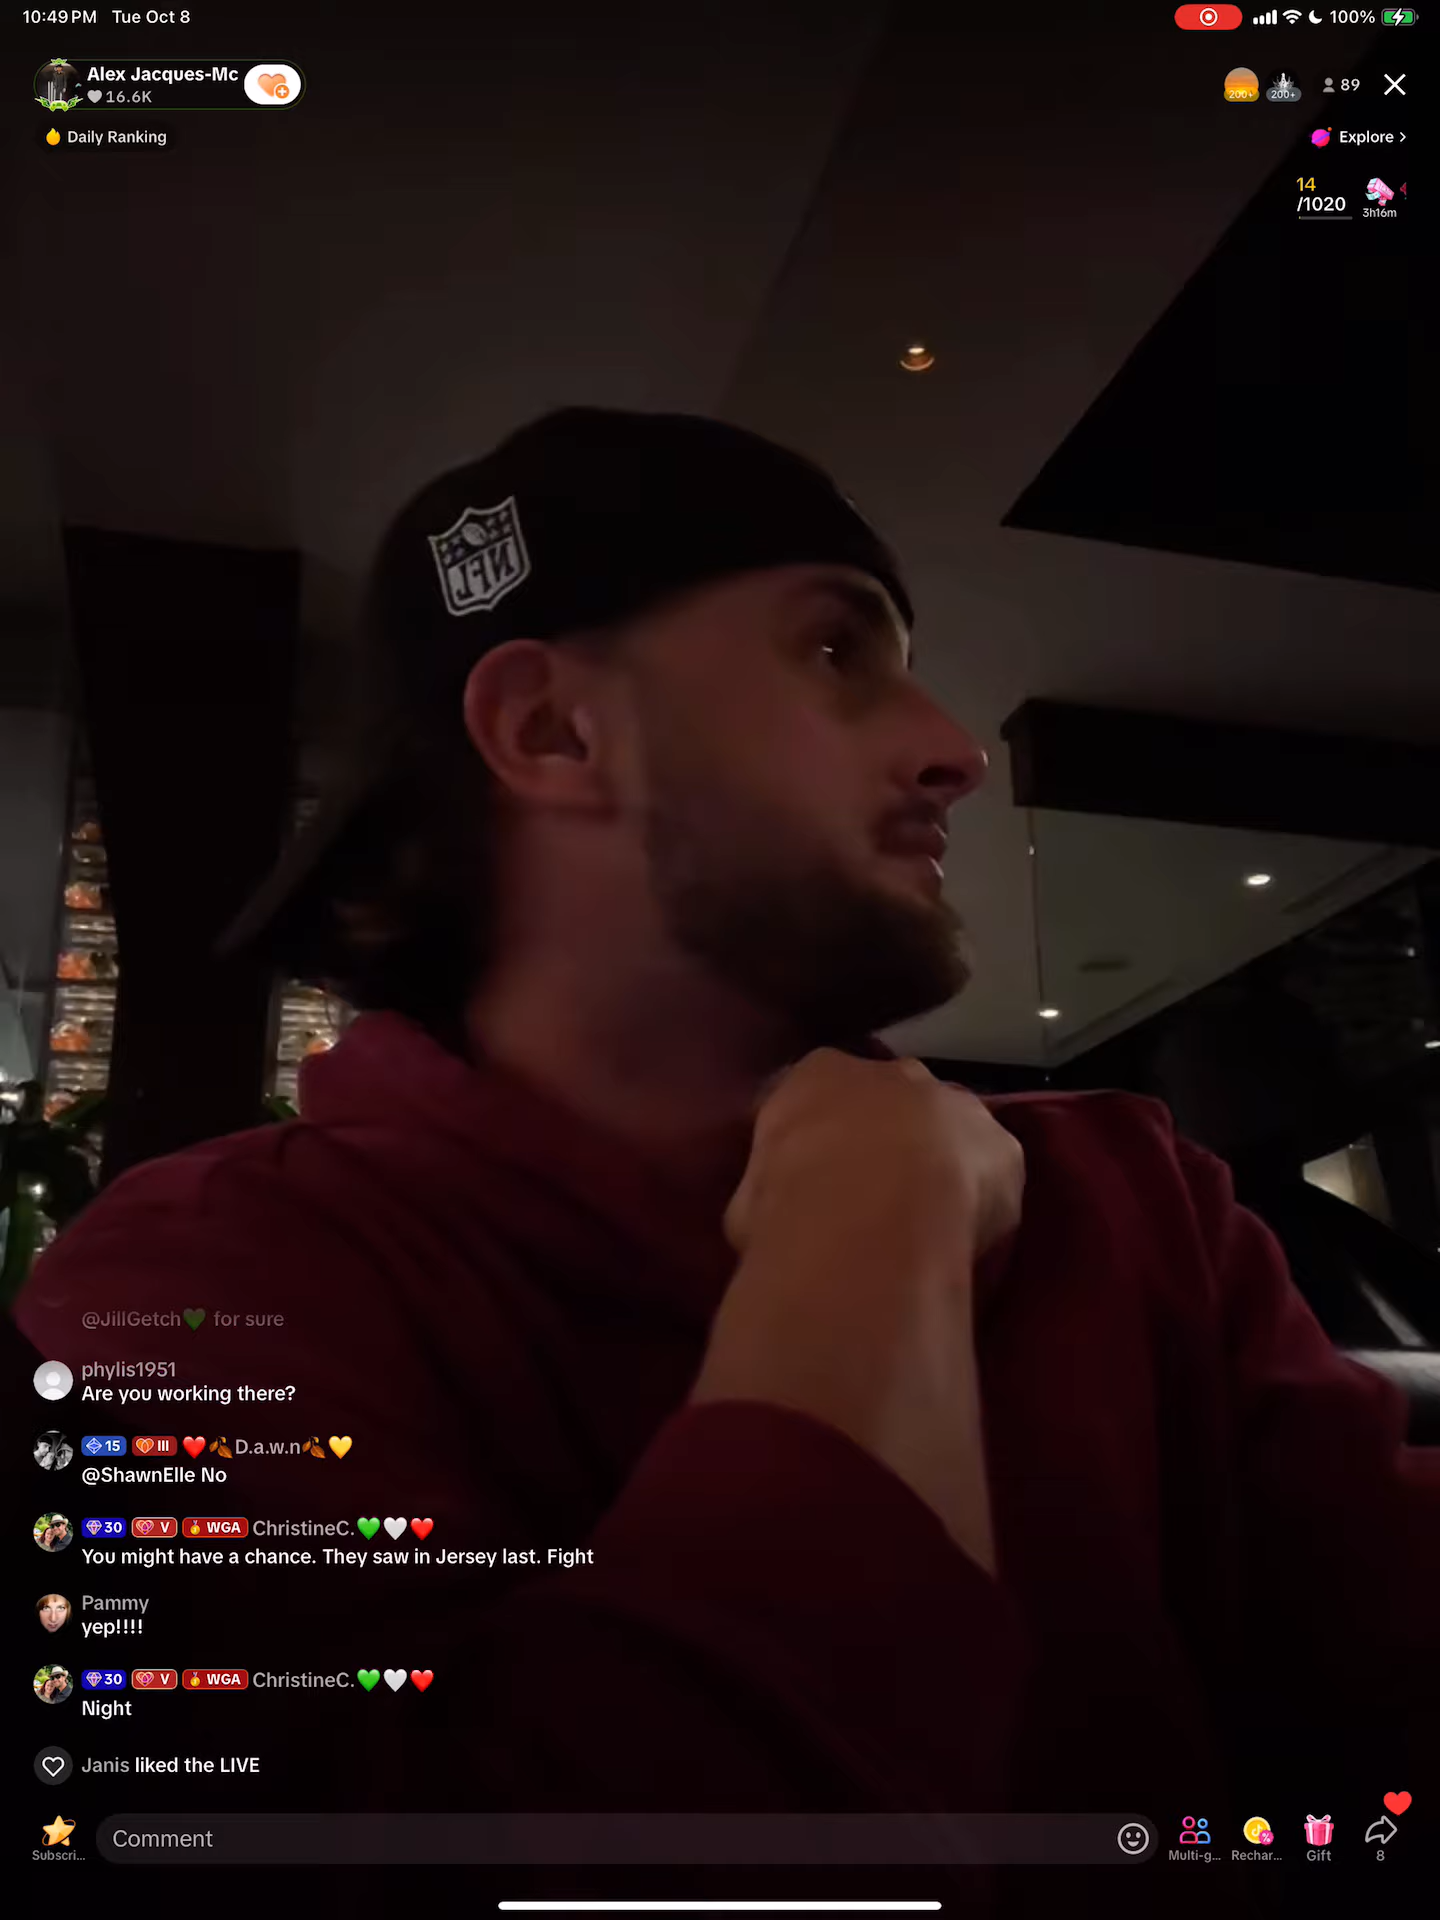 10:49 PM Tue Oct 8
100%
Alex Jacques-Mc
16.6K
200+
200+
89
Daily Ranking
Explore >
14
/1020
3h16m
NFL
@JillGetch💚 for sure
phylis1951
Are you working there?
15 III ❤️🍂D.a.w.n🍂💛
@ShawnElle No
30 V WGA ChristineC.💚🤍❤️
You might have a chance. They saw in Jersey last. Fight
Pammy
yep!!!!
30 V WGA ChristineC.💚🤍❤️
Night
Janis liked the LIVE
Subscri...
Comment
Multi-g...
Rechar...
Gift
8